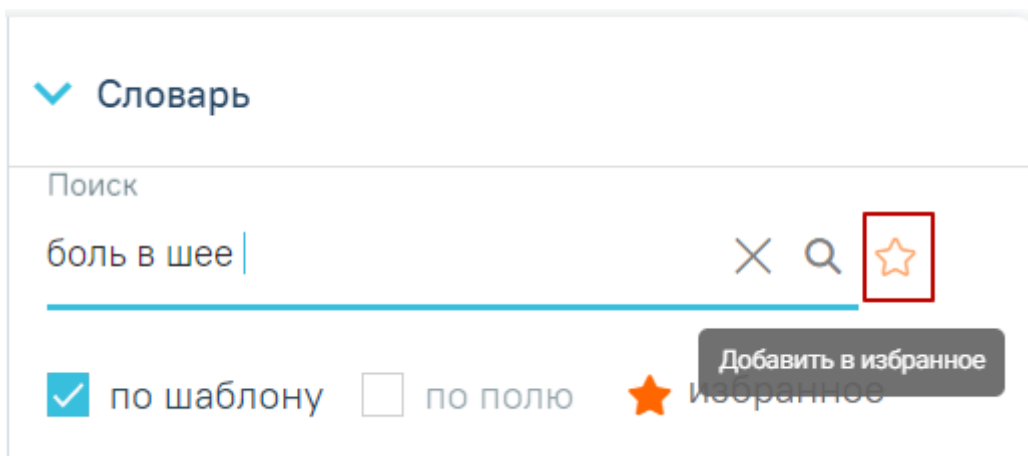 Словарь
Поиск
боль в шее
Добавить в избранное
по шаблону по полю избранное